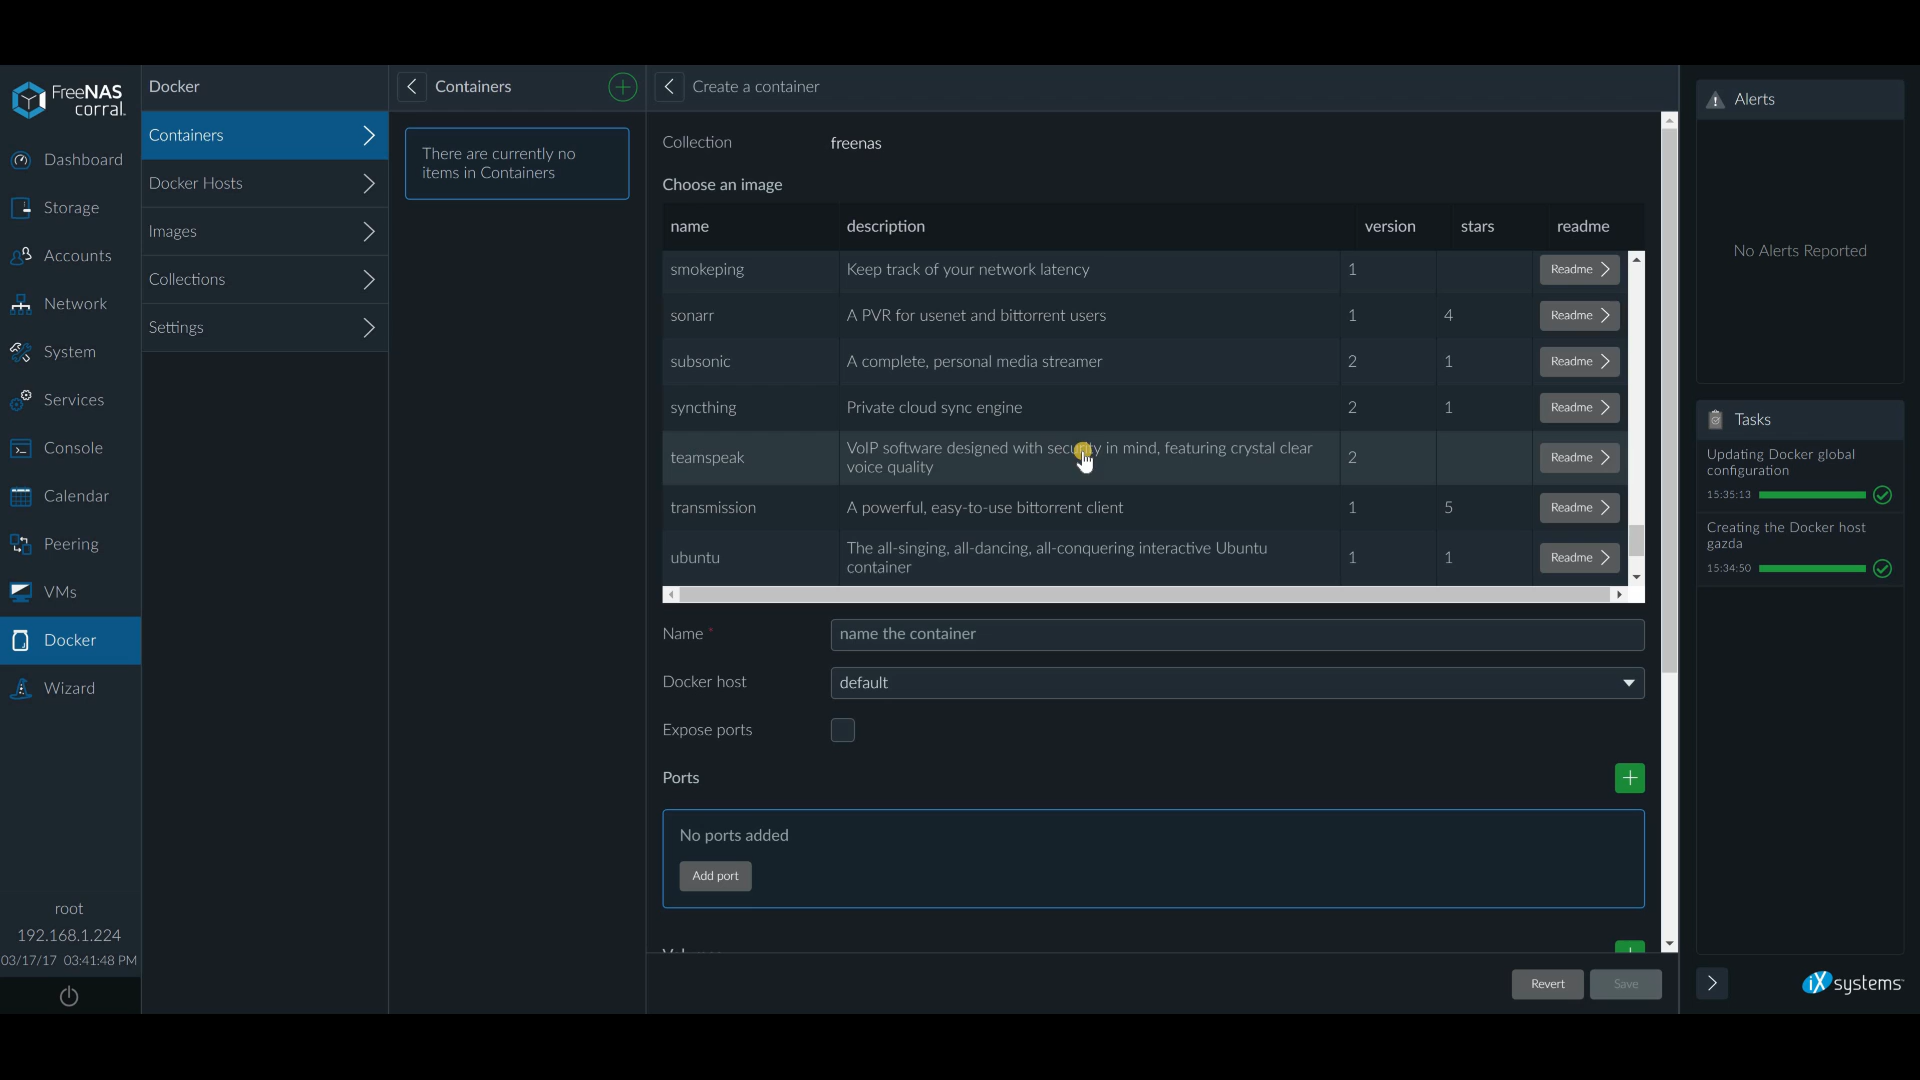 FreeNAS
corral.
Dashboard
Storage
Accounts
Network
System
Services
Console
Calendar
Peering
VMs
Docker
Wizard
root
192.168.1.224
03/17/17 03:41:48 PM
Docker
Containers
Docker Hosts
Images
Collections
Settings
Containers
There are currently no
items in Containers
Create a container
Collection freenas
Choose an image
name description version stars readme
smokeping Keep track of your network latency 1 Readme
sonarr A PVR for usenet and bittorrent users 1 4 Readme
subsonic A complete, personal media streamer 2 1 Readme
syncthing Private cloud sync engine 2 1 Readme
teamspeak VoIP software designed with security in mind, featuring crystal clear
voice quality 2 Readme
transmission A powerful, easy-to-use bittorrent client 1 5 Readme
ubuntu The all-singing, all-dancing, all-conquering interactive Ubuntu
container 1 1 Readme
Name * name the container
Docker host default
Expose ports
Ports
No ports added
Add port
Revert Save
Alerts
No Alerts Reported
Tasks
Updating Docker global
configuration
15:35:13
Creating the Docker host
gazda
15:34:50
iXsystems